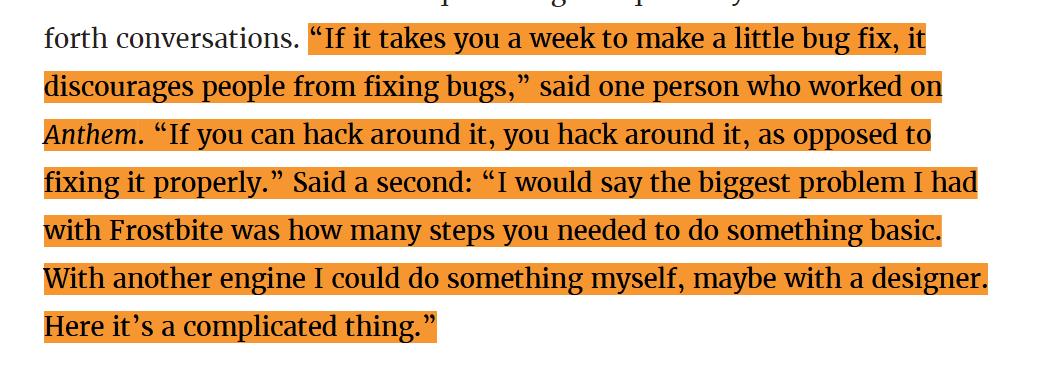 forth conversations. “If it takes you a week to make a little bug fix, it
discourages people from fixing bugs,” said one person who worked on
Anthem. “If you can hack around it, you hack around it, as opposed to
fixing it properly.” Said a second: “I would say the biggest problem I had
with Frostbite was how many steps you needed to do something basic.
With another engine I could do something myself, maybe with a designer.
Here it’s a complicated thing.”